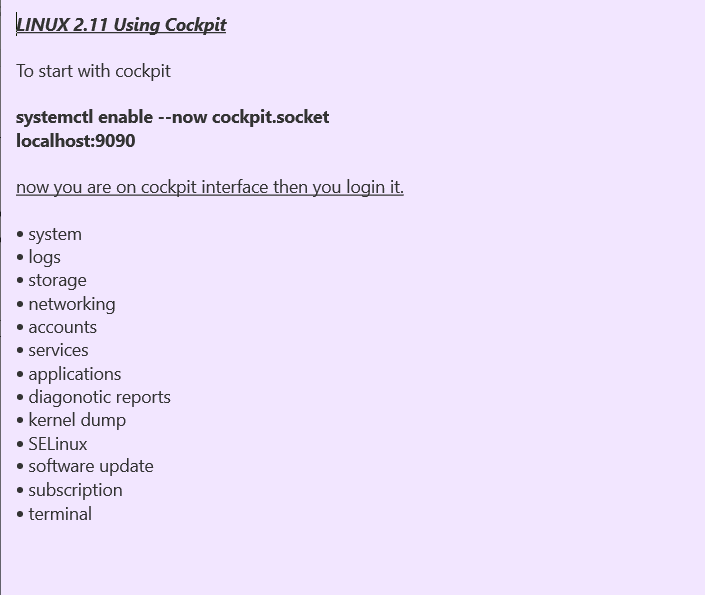 LINUX 2.11 Using Cockpit
To start with cockpit
systemctl enable --now cockpit.socket
localhost:9090
now you are on cockpit interface then you login it.
• system
• logs
• storage
• networking
• accounts
• services
• applications
• diagonotic reports
• kernel dump
• SELinux
• software update
• subscription
• terminal